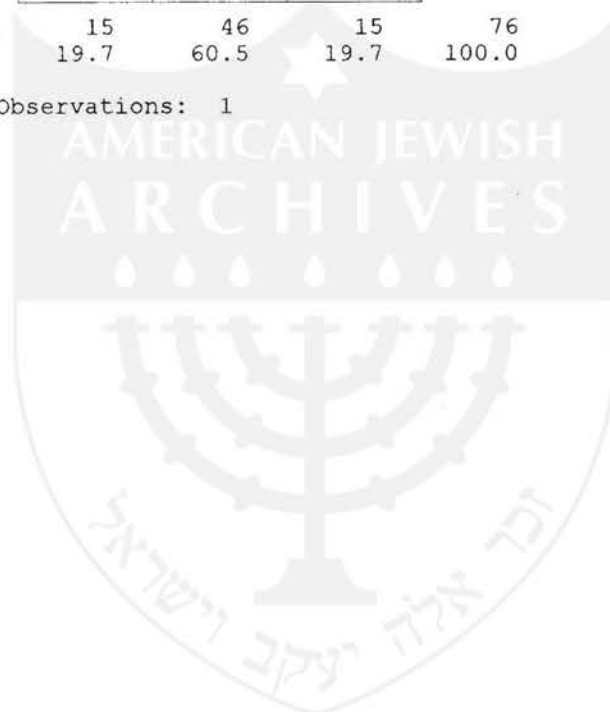 15 46 15 76
19.7 60.5 19.7 100.0
Observations: 1
AMERICAN JEWISH
ARCHIVES
זכר אלה יעקב וישראל